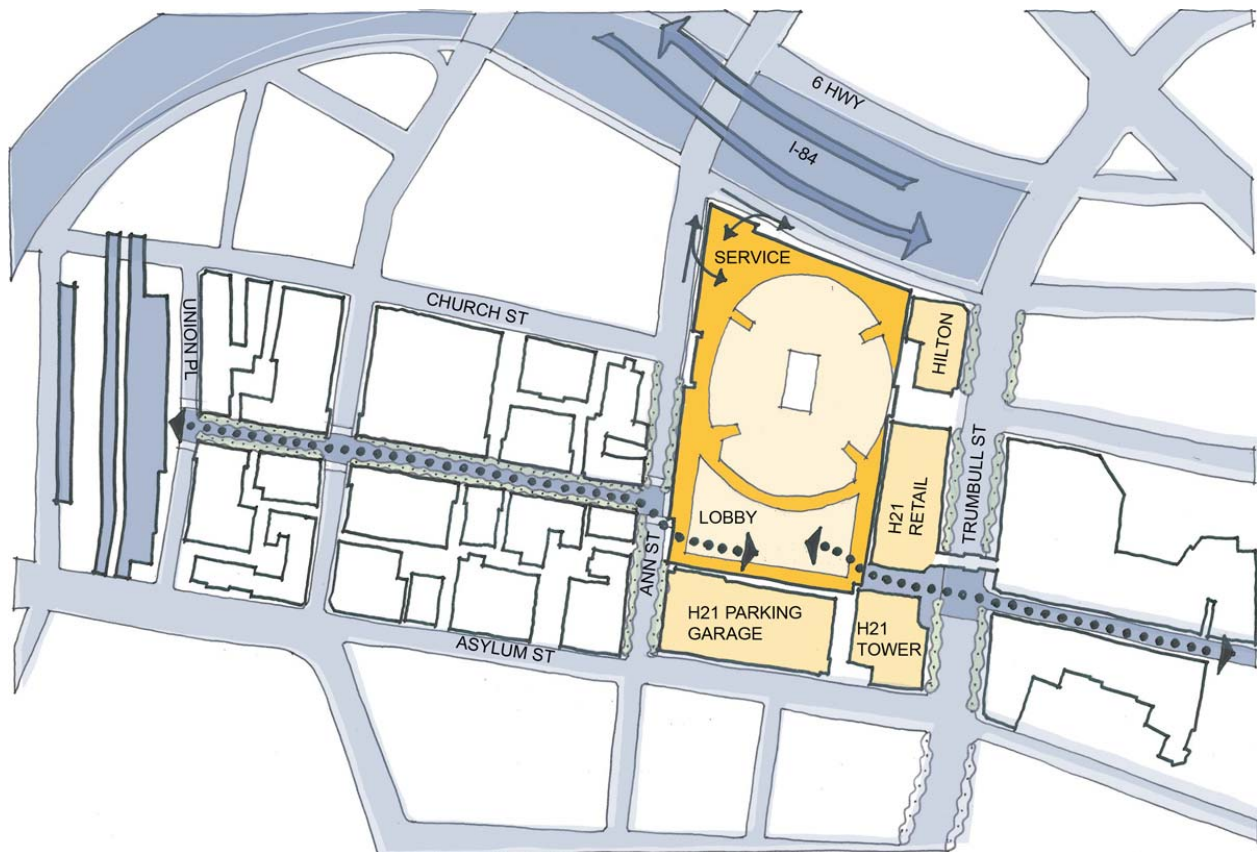 6 HWY
I-84
SERVICE
UNION PL
CHURCH ST
HILTON
TRUMBULL ST
H21
RETAIL
LOBBY
ANN ST
H21 PARKING
GARAGE
H21
TOWER
ASYLUM ST